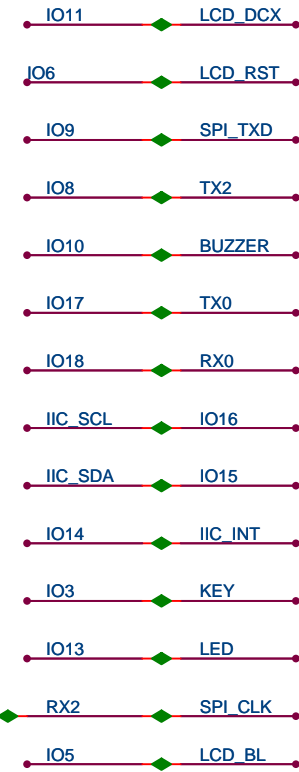 IO11 LCD_DCX
IO6 LCD_RST
IO9 SPI_TXD
IO8 TX2
IO10 BUZZER
IO17 TX0
IO18 RX0
IIC_SCL IO16
IIC_SDA IO15
IO14 IIC_INT
IO3 KEY
IO13 LED
RX2 SPI_CLK
IO5 LCD_BL